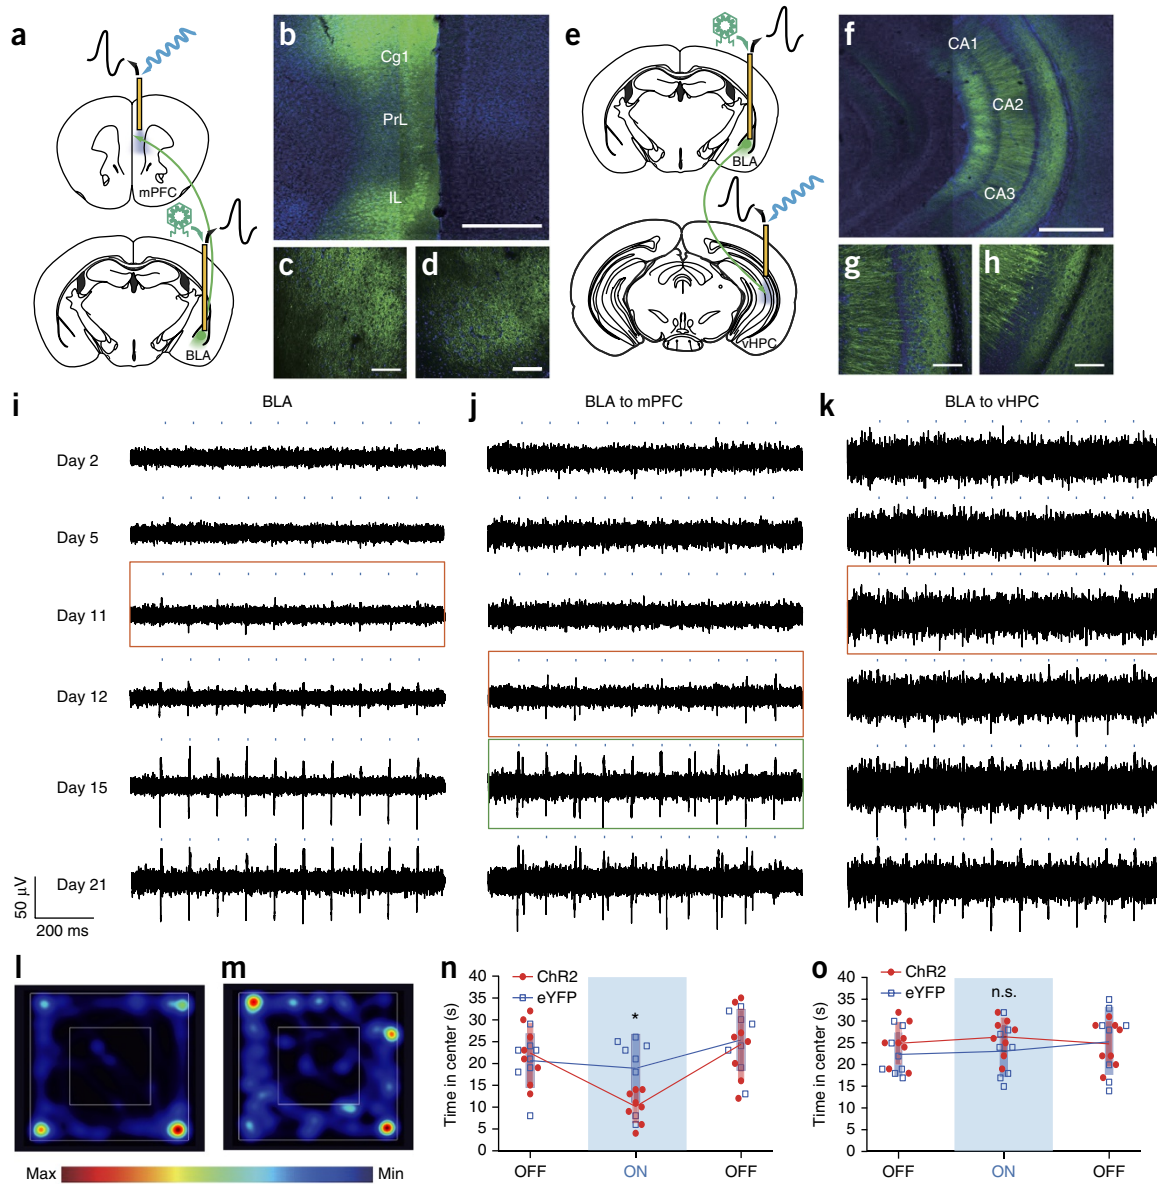 a
mPFC
BLA
b
Cg1
PrL
IL
c
d
e
BLA
vHPC
f
CA1
CA2
CA3
g
h
i
BLA
j
BLA to mPFC
k
BLA to vHPC
Day 2
Day 5
Day 11
Day 12
Day 15
Day 21
50 µV
200 ms
l
m
Max
Min
n
ChR2
eYFP
*
Time in center (s)
40
35
30
25
20
15
10
5
0
OFF
ON
OFF
o
ChR2
eYFP
n.s.
Time in center (s)
40
35
30
25
20
15
10
5
0
OFF
ON
OFF